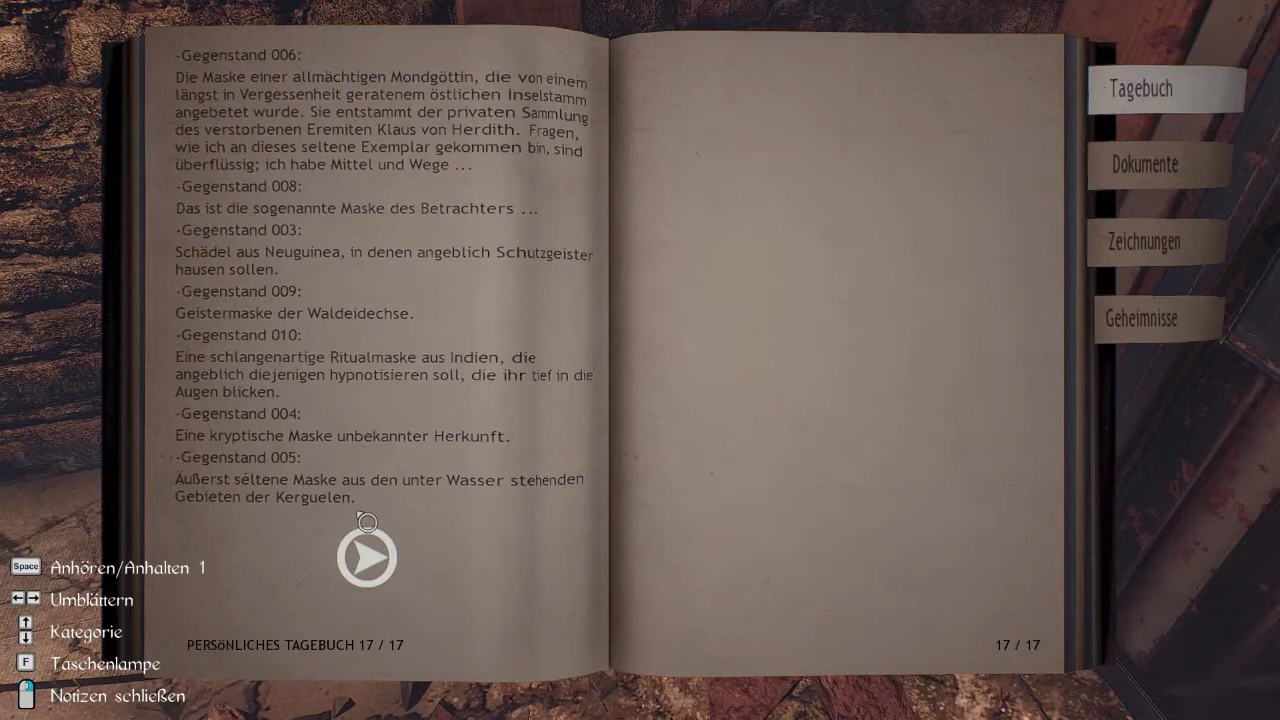 -Gegenstand 006:
Die Maske einer allmächtigen Mondgöttin, die von einem
längst in Vergessenheit geratenem östlichen Inselstamm
angebetet wurde. Sie entstammt der privaten Sammlung
des verstorbenen Eremiten Klaus von Herdith. Fragen,
wie ich an dieses seltene Exemplar gekommen bin, sind
überflüssig; ich habe Mittel und Wege ...
-Gegenstand 008:
Das ist die sogenannte Maske des Betrachters ...
-Gegenstand 003:
Schädel aus Neuguinea, in denen angeblich Schutzgeister
hausen sollen.
-Gegenstand 009:
Geistermaske der Waldeidechse.
-Gegenstand 010:
Eine schlangenartige Ritualmaske aus Indien, die
angeblich diejenigen hypnotisieren soll, die ihr tief in die
Augen blicken.
-Gegenstand 004:
Eine kryptische Maske unbekannter Herkunft.
-Gegenstand 005:
Äußerst seltene Maske aus den unter Wasser stehenden
Gebieten der Kerguelen.
PERSöNLICHES TAGEBUCH 17 / 17
17 / 17
Tagebuch
Dokumente
Zeichnungen
Geheimnisse
Space Anhören/Anhalten 1
Umblättern
Kategorie
F Taschenlampe
Notizen schließen